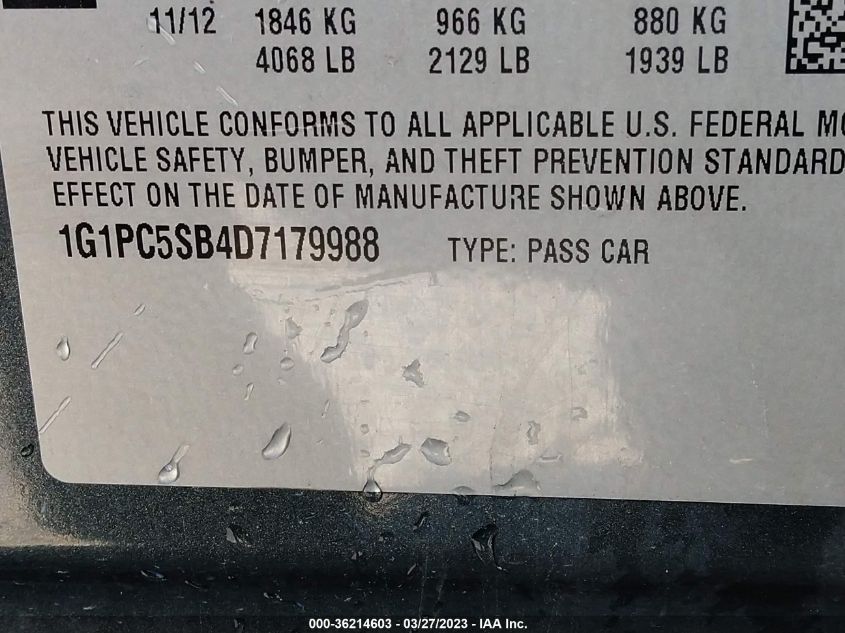 11/12 1846 KG 966 KG 880 KG
4068 LB 2129 LB 1939 LB
THIS VEHICLE CONFORMS TO ALL APPLICABLE U.S. FEDERAL MO
VEHICLE SAFETY, BUMPER, AND THEFT PREVENTION STANDARD
EFFECT ON THE DATE OF MANUFACTURE SHOWN ABOVE.
1G1PC5SB4D7179988 TYPE: PASS CAR
000-36214603 - 03/27/2023 - IAA Inc.